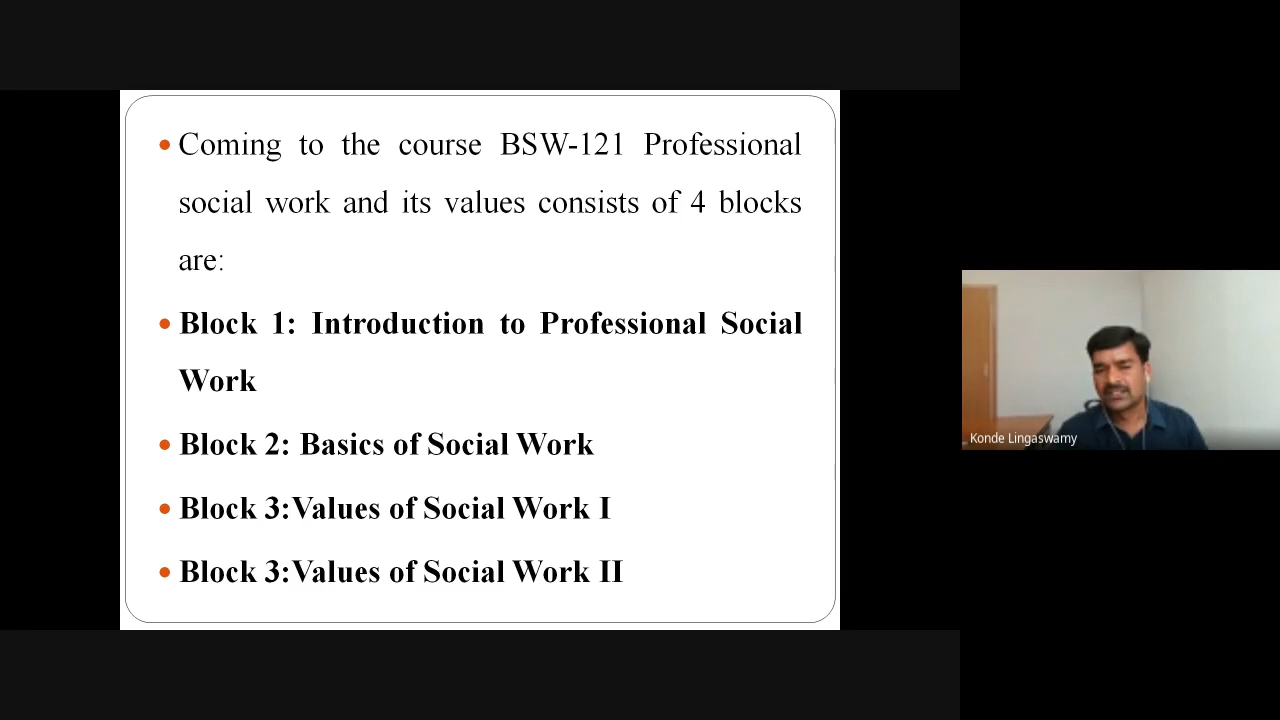 Coming to the course BSW-121 Professional
social work and its values consists of 4 blocks
are:
Block 1: Introduction to Professional Social
Work
Block 2: Basics of Social Work
Block 3:Values of Social Work I
Block 3:Values of Social Work II
Konde Lingaswamy